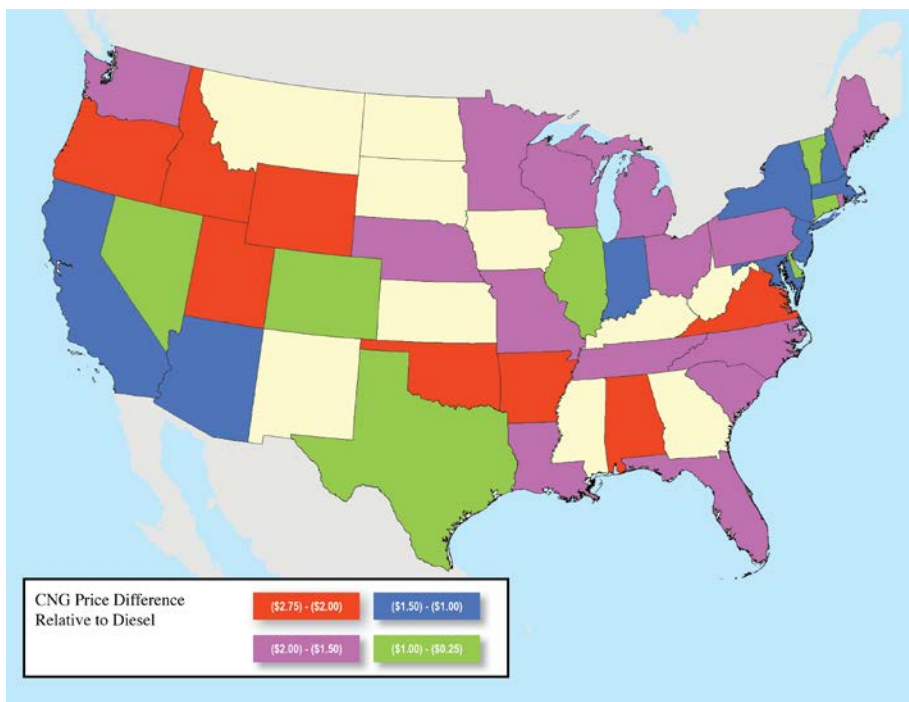 CNG Price Difference
Relative to Diesel
($2.75) - ($2.00)
($1.50) - ($1.00)
($2.00) - ($1.50)
($1.00) - ($0.25)